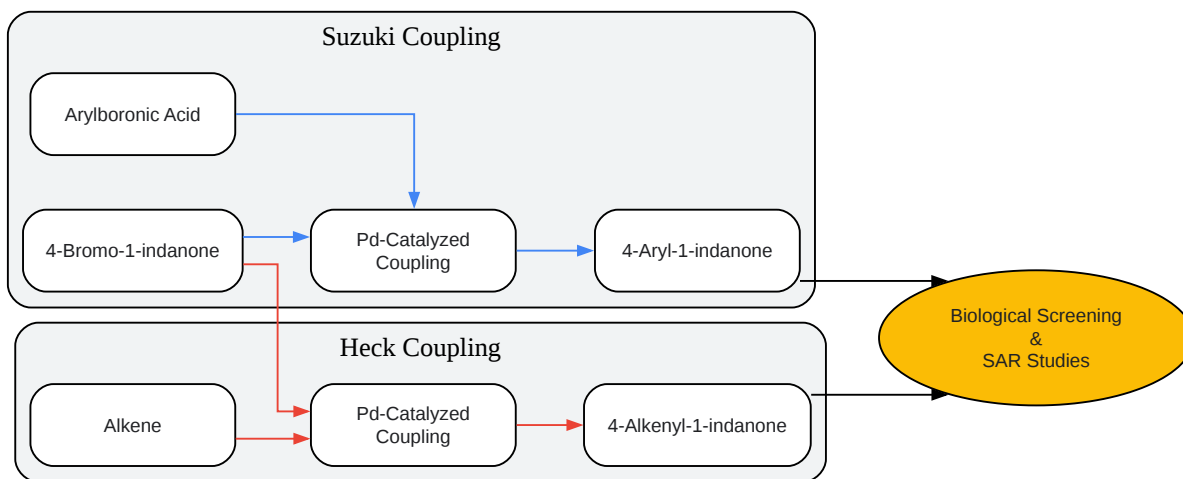 Suzuki Coupling
Arylboronic Acid
4-Bromo-1-indanone
Pd-Catalyzed
Coupling
4-Aryl-1-indanone
Heck Coupling
Alkene
Pd-Catalyzed
Coupling
4-Alkenyl-1-indanone
Biological Screening
&
SAR Studies